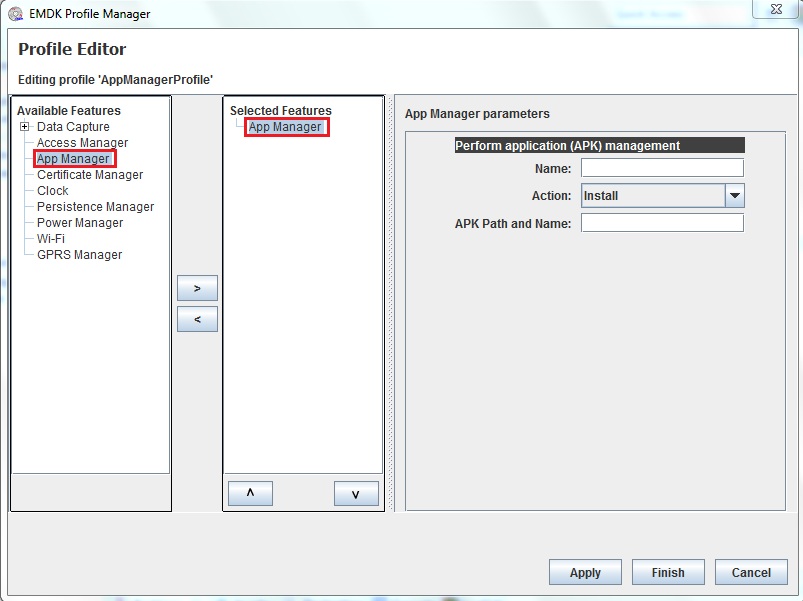 EMDK Profile Manager
Profile Editor
Editing profile 'AppManagerProfile'
Available Features
Data Capture
Access Manager
App Manager
Certificate Manager
Clock
Persistence Manager
Power Manager
Wi-Fi
GPRS Manager
>
<
Selected Features
App Manager
^
v
App Manager parameters
Perform application (APK) management
Name:
Action: Install
APK Path and Name:
Apply Finish Cancel